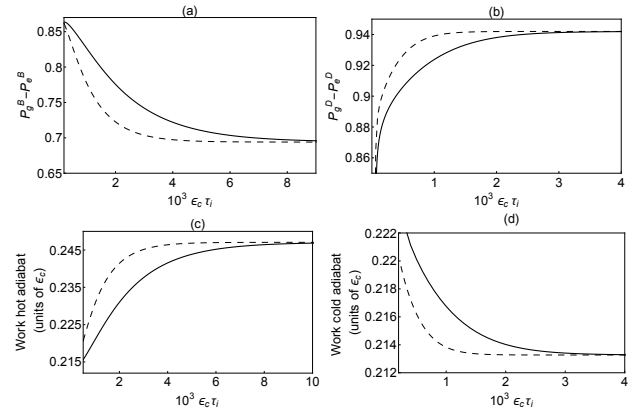 (a)
P_g^B−P_e^B
0.85
0.8
0.75
0.7
0.65
2 4 6 8
10³ ϵ_c τ_i
(b)
P_g^D−P_e^D
0.94
0.92
0.9
0.88
0.86
0 1 2 3 4
10³ ϵ_c τ_i
(c)
Work hot adiabat
(units of ϵ_c)
0.245
0.235
0.225
0.215
2 4 6 8 10
10³ ϵ_c τ_i
(d)
Work cold adiabat
(units of ϵ_c)
0.222
0.22
0.218
0.216
0.214
0.212
1 2 3 4
10³ ϵ_c τ_i